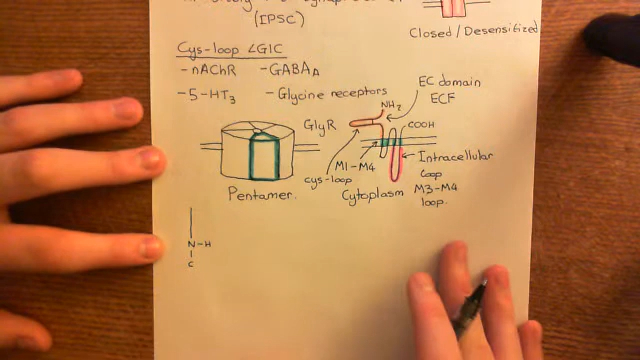 (IPSC)
Closed/Desensitized
Cys-loop LGIC
-nAChR -GABAA
-5-HT3 -Glycine receptors
EC domain
ECF
NH2
GlyR
COOH
M1-M4
Intracellular
loop
M3-M4
loop.
cys-loop
Cytoplasm
Pentamer.
N-H
C